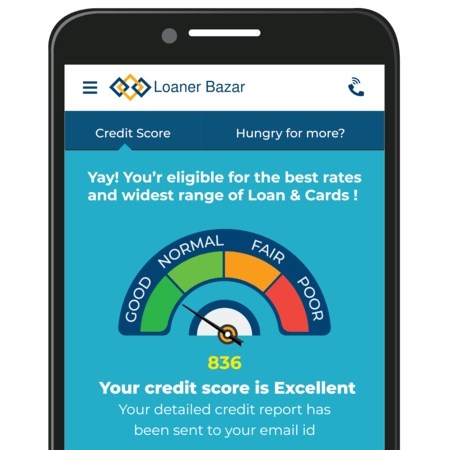 Loaner Bazar
Credit Score
Hungry for more?
Yay! You'r eligible for the best rates
and widest range of Loan & Cards !
GOOD
NORMAL
FAIR
POOR
836
Your credit score is Excellent
Your detailed credit report has
been sent to your email id